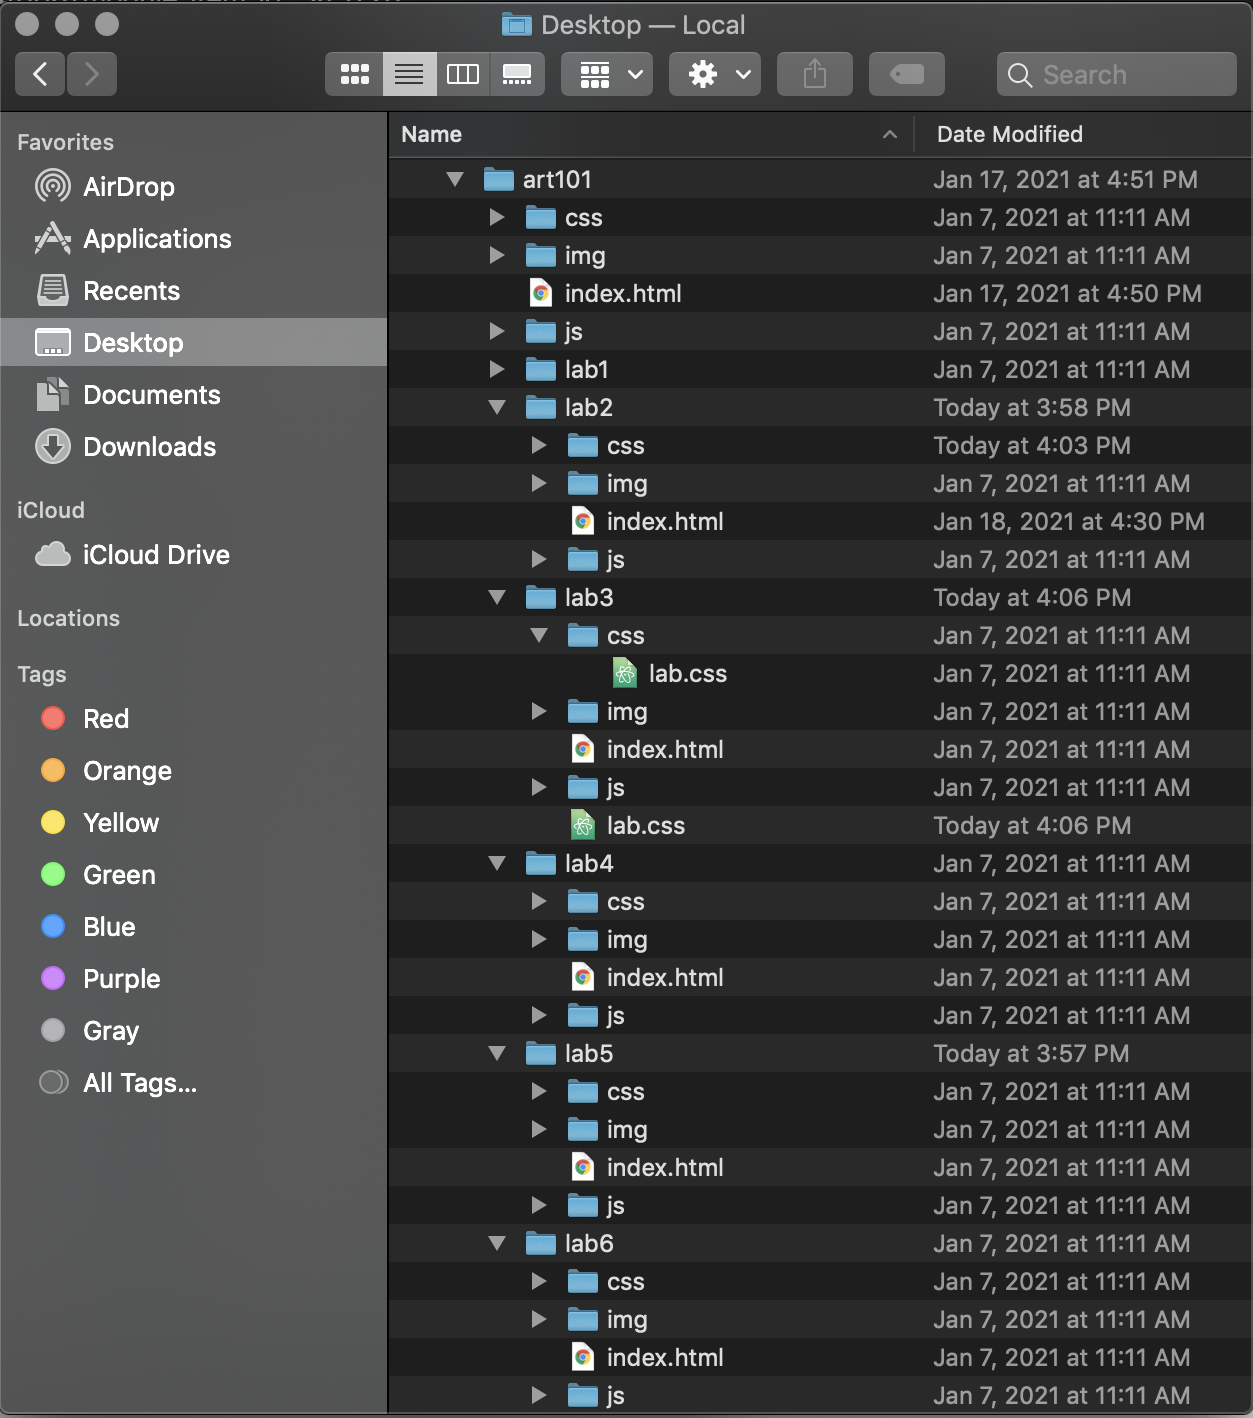 Desktop — Local
Search
Favorites
AirDrop
Applications
Recents
Desktop
Documents
Downloads
iCloud
iCloud Drive
Locations
Tags
Red
Orange
Yellow
Green
Blue
Purple
Gray
All Tags...
Name Date Modified
art101 Jan 17, 2021 at 4:51 PM
css Jan 7, 2021 at 11:11 AM
img Jan 7, 2021 at 11:11 AM
index.html Jan 17, 2021 at 4:50 PM
js Jan 7, 2021 at 11:11 AM
lab1 Jan 7, 2021 at 11:11 AM
lab2 Today at 3:58 PM
css Today at 4:03 PM
img Jan 7, 2021 at 11:11 AM
index.html Jan 18, 2021 at 4:30 PM
js Jan 7, 2021 at 11:11 AM
lab3 Today at 4:06 PM
css Jan 7, 2021 at 11:11 AM
lab.css Jan 7, 2021 at 11:11 AM
img Jan 7, 2021 at 11:11 AM
index.html Jan 7, 2021 at 11:11 AM
js Jan 7, 2021 at 11:11 AM
lab.css Today at 4:06 PM
lab4 Jan 7, 2021 at 11:11 AM
css Jan 7, 2021 at 11:11 AM
img Jan 7, 2021 at 11:11 AM
index.html Jan 7, 2021 at 11:11 AM
js Jan 7, 2021 at 11:11 AM
lab5 Today at 3:57 PM
css Jan 7, 2021 at 11:11 AM
img Jan 7, 2021 at 11:11 AM
index.html Jan 7, 2021 at 11:11 AM
js Jan 7, 2021 at 11:11 AM
lab6 Jan 7, 2021 at 11:11 AM
css Jan 7, 2021 at 11:11 AM
img Jan 7, 2021 at 11:11 AM
index.html Jan 7, 2021 at 11:11 AM
js Jan 7, 2021 at 11:11 AM